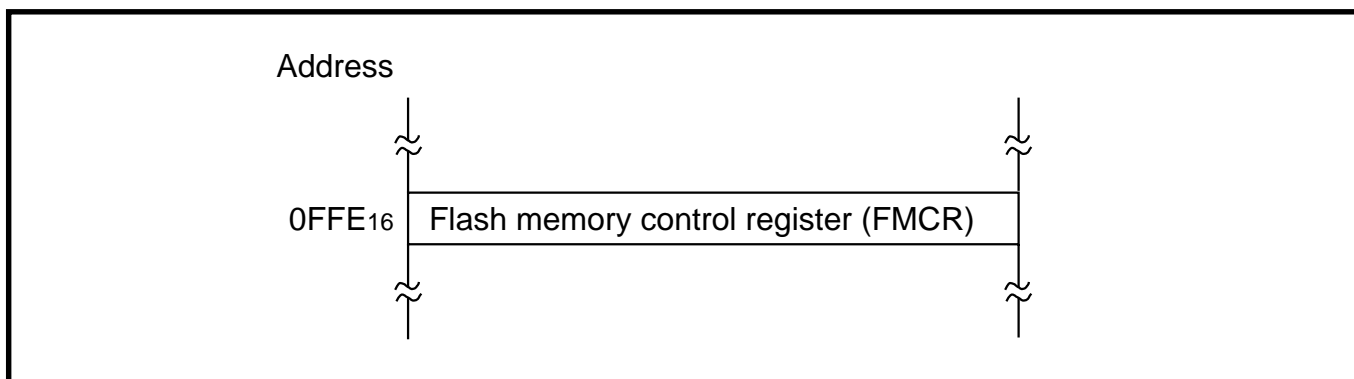 Address
0FFE16 Flash memory control register (FMCR)